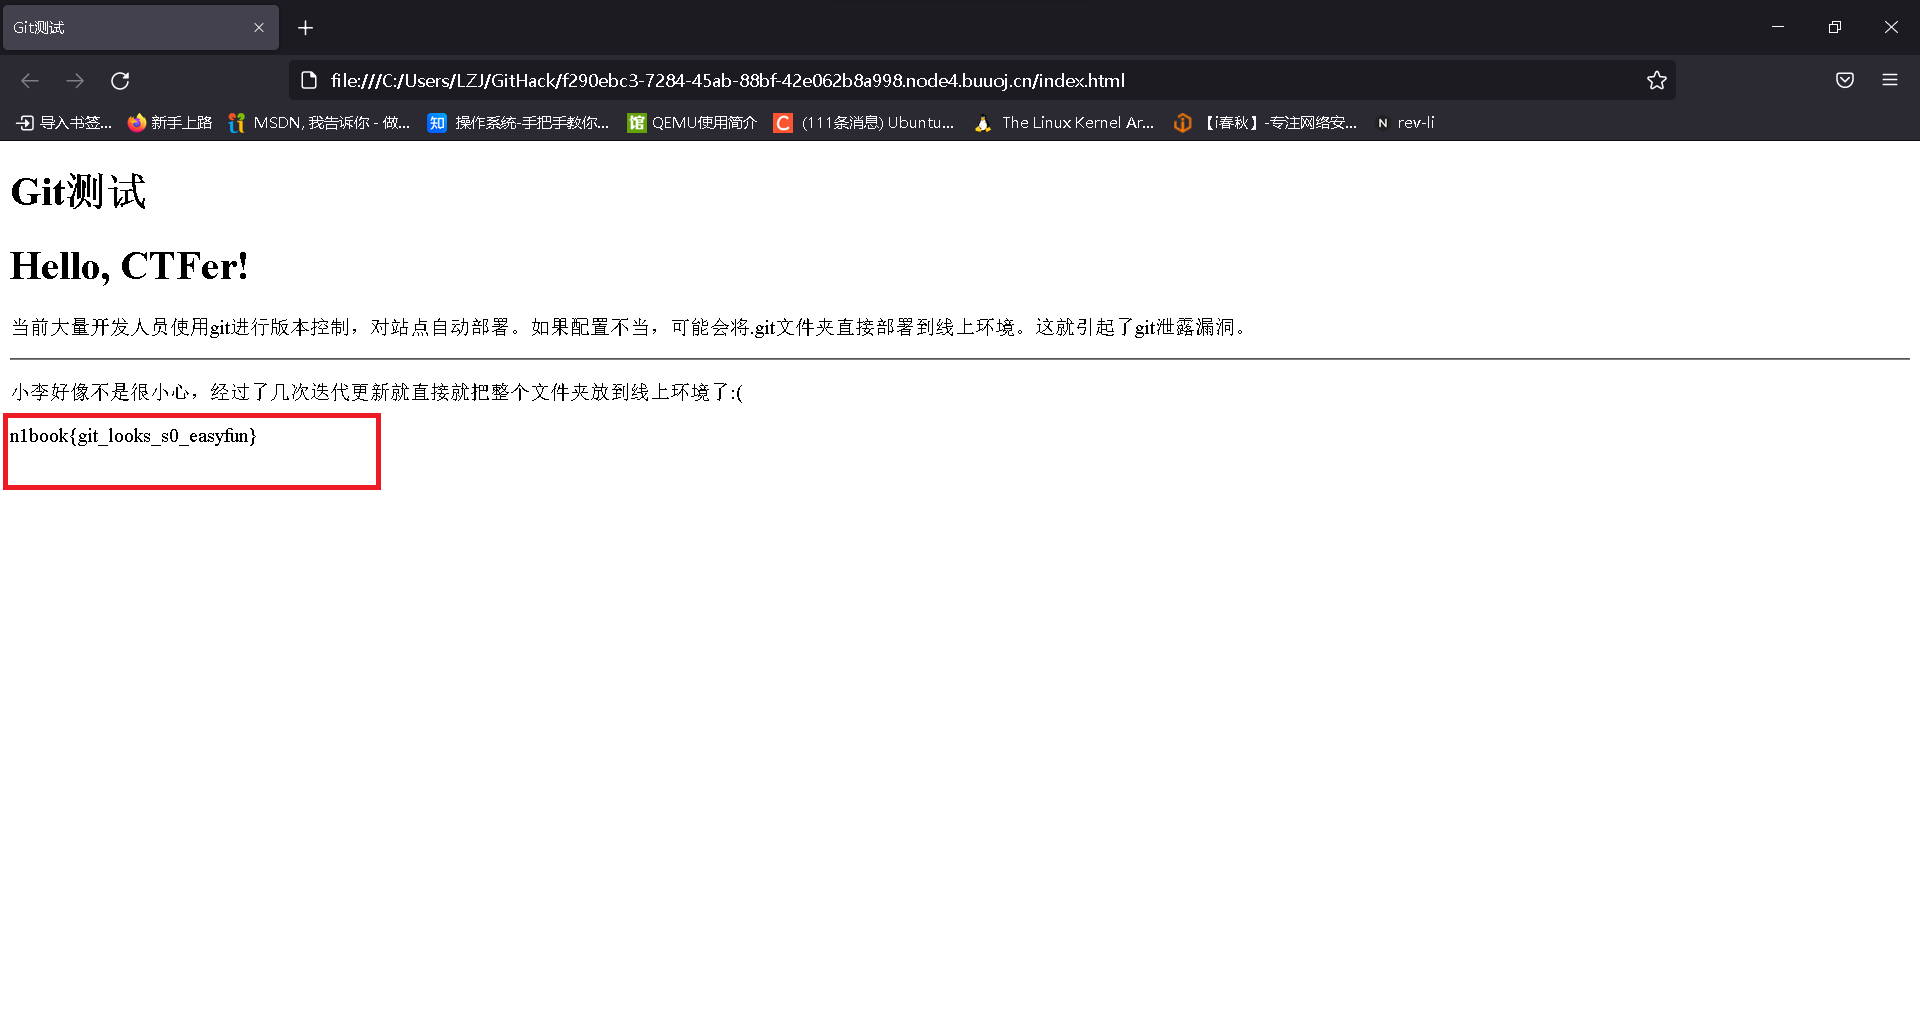 Git测试
file:///C:/Users/LZJ/GitHack/f290ebc3-7284-45ab-88bf-42e062b8a998.node4.buuoj.cn/index.html
导入书签... 新手上路 MSDN, 我告诉你 - 做... 知 操作系统-手把手教你... 馆 QEMU使用简介 C (111条消息) Ubuntu... The Linux Kernel Ar... 【i春秋】-专注网络安... N rev-li
Git测试
Hello, CTFer!
当前大量开发人员使用git进行版本控制，对站点自动部署。如果配置不当，可能会将.git文件夹直接部署到线上环境。这就引起了git泄露漏洞。
小李好像不是很小心，经过了几次迭代更新就直接就把整个文件夹放到线上环境了:(
n1book{git_looks_s0_easyfun}